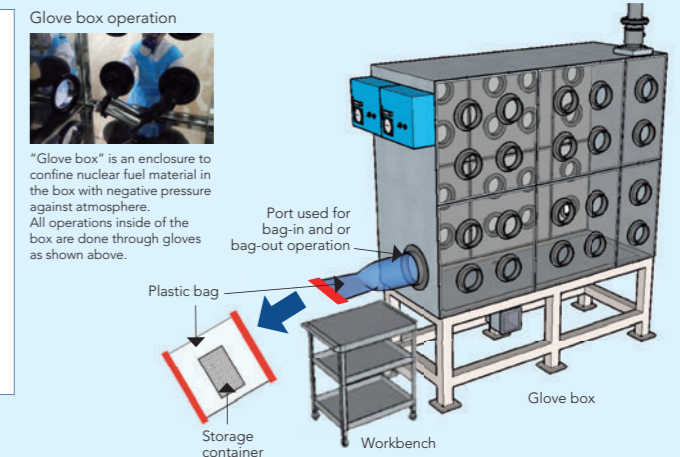 Glove box operation
"Glove box" is an enclosure to
confine nuclear fuel material in
the box with negative pressure
against atmosphere.
All operations inside of the
box are done through gloves
as shown above.
Port used for
bag-in and or
bag-out operation
Plastic bag
Storage
container
Workbench
Glove box